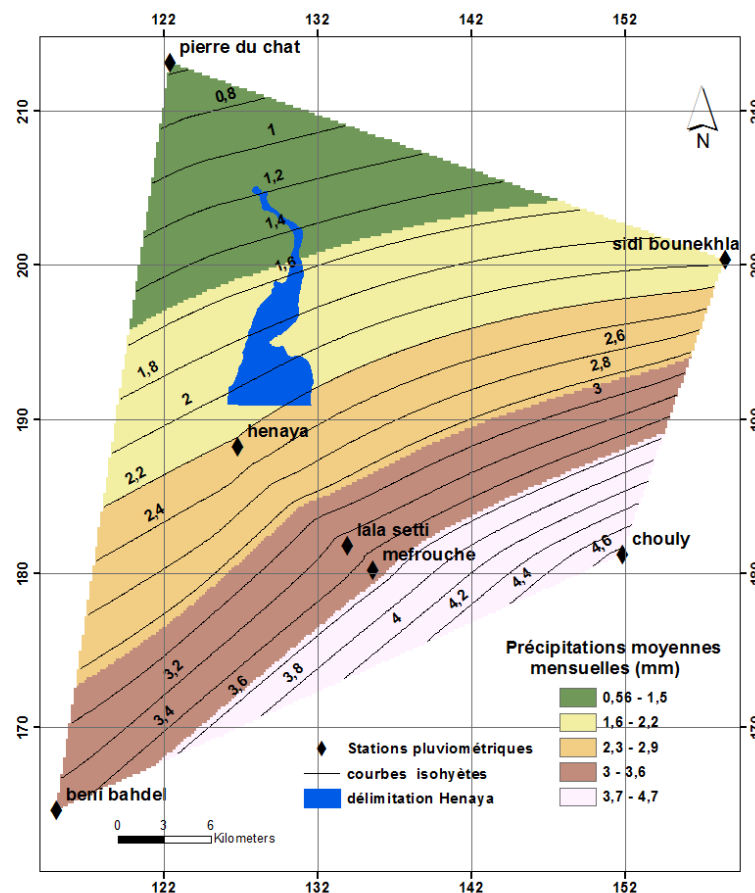 122 132 142 152
pierre du chat
210
0,8
1
N
1,2
1,4
sidi bounekhla
200
1,6
2,6
1,8
2,8
2
3
190
henaya
2,2
2,4
lala setti
mefrouche
chouly
4,6
180
4,4
4,2
4
Précipitations moyennes
mensuelles (mm)
3,2
3,6
3,8
0,56 - 1,5
3,4
1,6 - 2,2
170
2,3 - 2,9
Stations pluviométriques
3 - 3,6
courbes isohyètes
beni bahdel
3,7 - 4,7
délimitation Henaya
0 3 6
Kilometers
122 132 142 152